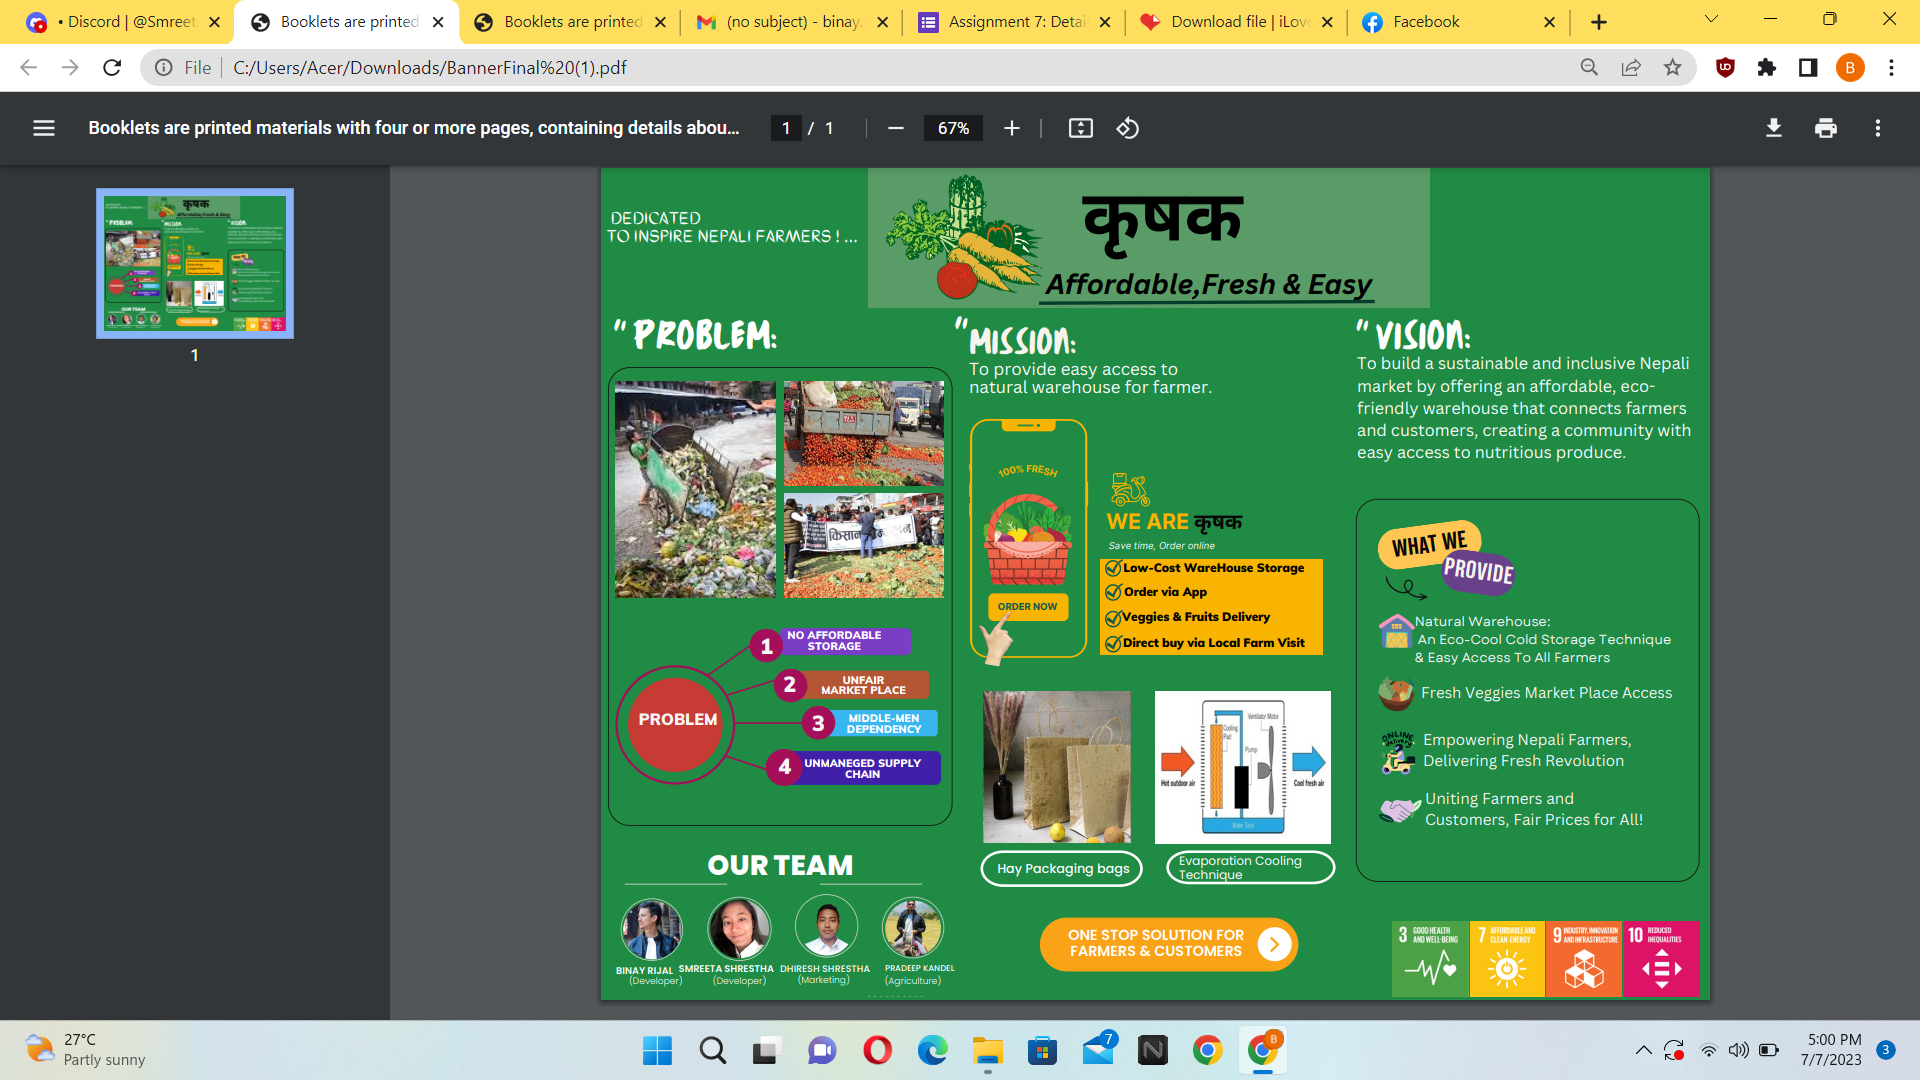 • Discord | @Smreet
Booklets are printed
Booklets are printed
(no subject) - binay.
Assignment 7: Detai
Download file | iLove
Facebook
File
C:/Users/Acer/Downloads/BannerFinal%20(1).pdf
B
Booklets are printed materials with four or more pages, containing details abou...
1 / 1
67%
1
DEDICATED
TO INSPIRE NEPALI FARMERS ! ...
कृषक
Affordable,Fresh & Easy
" PROBLEM:
NO AFFORDABLE
STORAGE
1
UNFAIR
MARKET PLACE
2
MIDDLE-MEN
DEPENDENCY
3
UNMANEGED SUPPLY
CHAIN
4
PROBLEM
OUR TEAM
BINAY RIJAL
(Developer)
SMREETA SHRESTHA
(Developer)
DHIRESH SHRESTHA
(Marketing)
PRADEEP KANDEL
(Agriculture)
" MISSION:
To provide easy access to
natural warehouse for farmer.
100% FRESH
ORDER NOW
WE ARE कृषक
Save time, Order online
Low-Cost WareHouse Storage
Order via App
Veggies & Fruits Delivery
Direct buy via Local Farm Visit
Ventilator Motor
Cooling
Pad
Pump
Hot outdoor air
Cool fresh air
Water Tank
Hay Packaging bags
Evaporation Cooling
Technique
ONE STOP SOLUTION FOR
FARMERS & CUSTOMERS
" VISION:
To build a sustainable and inclusive Nepali
market by offering an affordable, eco-
friendly warehouse that connects farmers
and customers, creating a community with
easy access to nutritious produce.
WHAT WE
PROVIDE
Natural Warehouse:
An Eco-Cool Cold Storage Technique
& Easy Access To All Farmers
Fresh Veggies Market Place Access
ONLINE
delivery
Empowering Nepali Farmers,
Delivering Fresh Revolution
Uniting Farmers and
Customers, Fair Prices for All!
3 GOOD HEALTH
AND WELL-BEING
7 AFFORDABLE AND
CLEAN ENERGY
9 INDUSTRY, INNOVATION
AND INFRASTRUCTURE
10 REDUCED
INEQUALITIES
27°C
Partly sunny
7
B
5:00 PM
7/7/2023
3